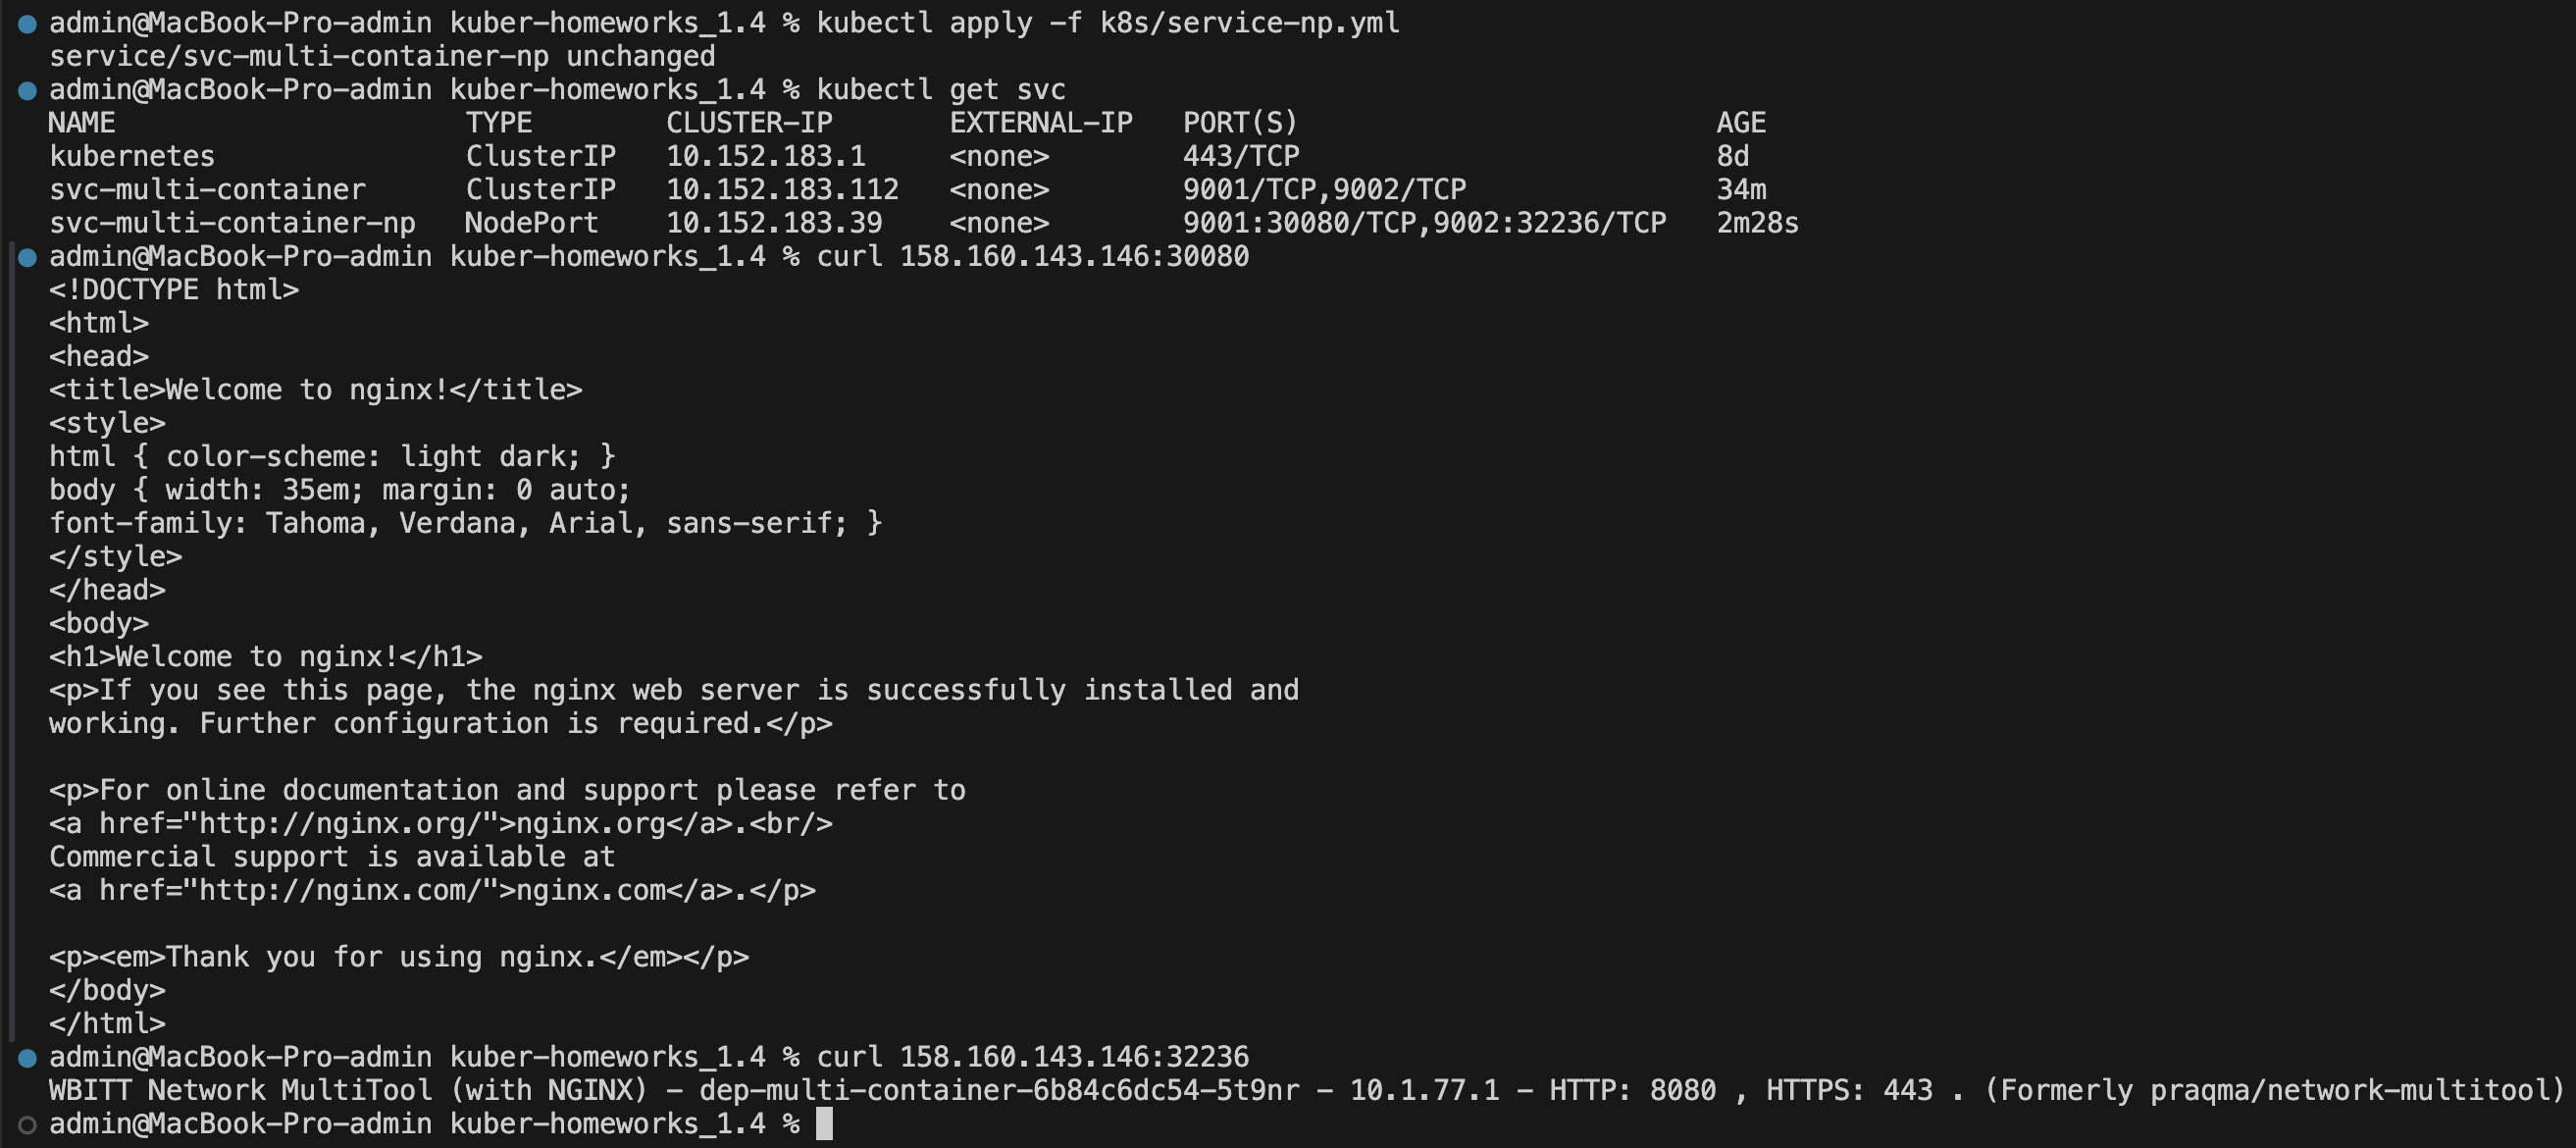 admin@MacBook-Pro-admin kuber-homeworks_1.4 % kubectl apply -f k8s/service-np.yml
service/svc-multi-container-np unchanged
admin@MacBook-Pro-admin kuber-homeworks_1.4 % kubectl get svc
NAME                     TYPE        CLUSTER-IP       EXTERNAL-IP   PORT(S)                         AGE
kubernetes               ClusterIP   10.152.183.1     <none>        443/TCP                         8d
svc-multi-container      ClusterIP   10.152.183.112   <none>        9001/TCP,9002/TCP               34m
svc-multi-container-np   NodePort    10.152.183.39    <none>        9001:30080/TCP,9002:32236/TCP   2m28s
admin@MacBook-Pro-admin kuber-homeworks_1.4 % curl 158.160.143.146:30080
<!DOCTYPE html>
<html>
<head>
<title>Welcome to nginx!</title>
<style>
html { color-scheme: light dark; }
body { width: 35em; margin: 0 auto;
font-family: Tahoma, Verdana, Arial, sans-serif; }
</style>
</head>
<body>
<h1>Welcome to nginx!</h1>
<p>If you see this page, the nginx web server is successfully installed and
working. Further configuration is required.</p>

<p>For online documentation and support please refer to
<a href="http://nginx.org/">nginx.org</a>.<br/>
Commercial support is available at
<a href="http://nginx.com/">nginx.com</a>.</p>

<p><em>Thank you for using nginx.</em></p>
</body>
</html>
admin@MacBook-Pro-admin kuber-homeworks_1.4 % curl 158.160.143.146:32236
WBITT Network MultiTool (with NGINX) - dep-multi-container-6b84c6dc54-5t9nr - 10.1.77.1 - HTTP: 8080 , HTTPS: 443 . (Formerly praqma/network-multitool)
admin@MacBook-Pro-admin kuber-homeworks_1.4 %